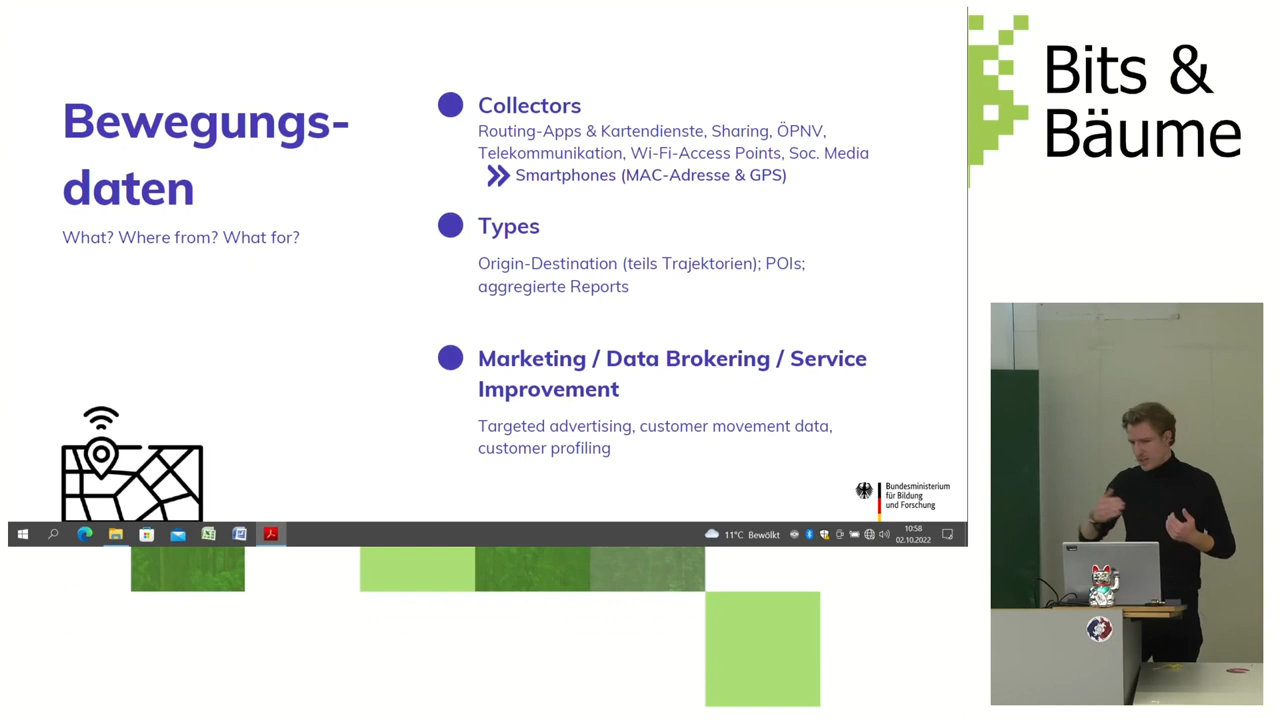 Bewegungs-
daten
What? Where from? What for?
Collectors
Routing-Apps & Kartendienste, Sharing, ÖPNV,
Telekommunikation, Wi-Fi-Access Points, Soc. Media
Smartphones (MAC-Adresse & GPS)
Types
Origin-Destination (teils Trajektorien); POIs;
aggregierte Reports
Marketing / Data Brokering / Service
Improvement
Targeted advertising, customer movement data,
customer profiling
Bundesministerium
für Bildung
und Forschung
11°C Bewölkt
10:58
02.10.2022
Bits &
Bäume